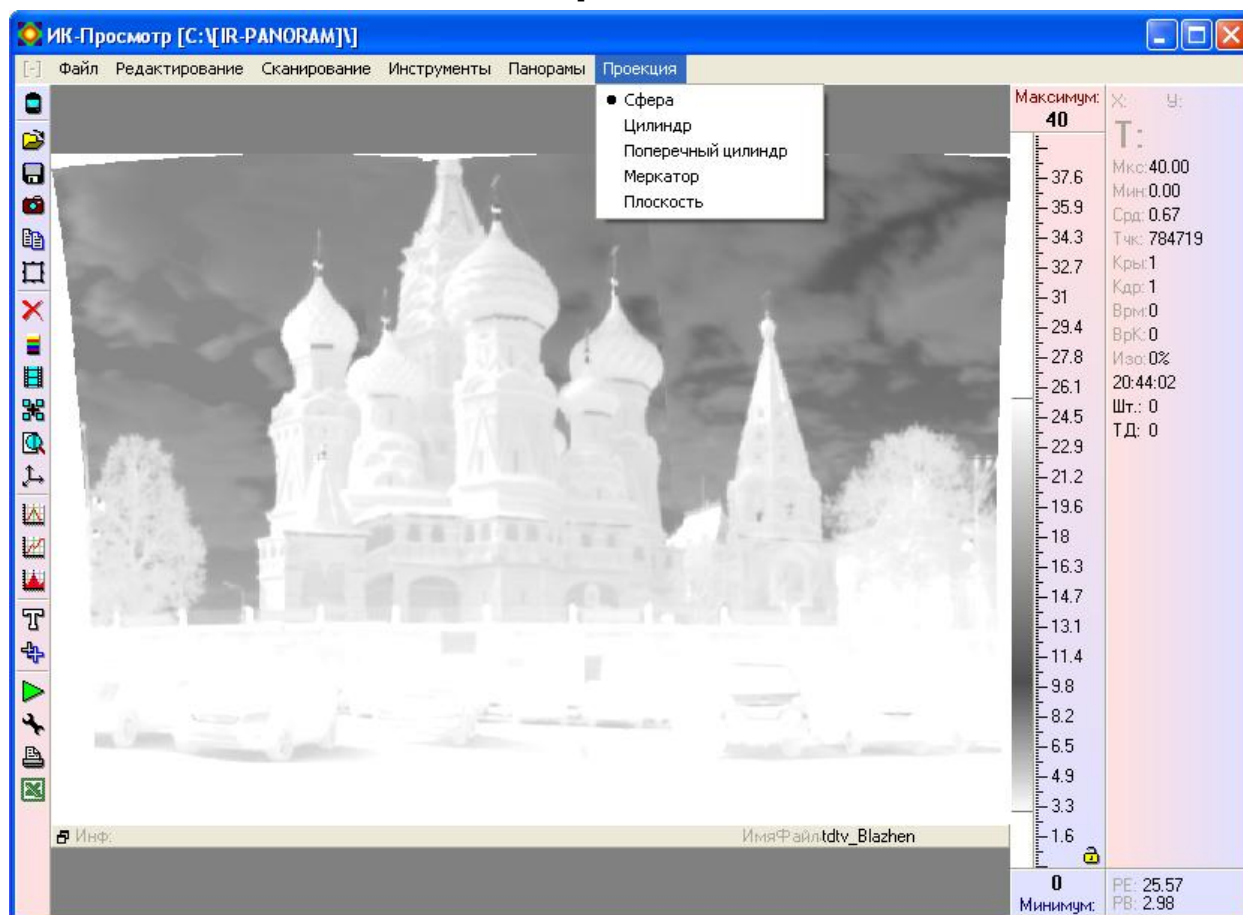 ИК-Просмотр [C:\[IR-PANORAM]\]
[-] Файл Редактирование Сканирование Инструменты Панорамы Проекция
Сфера
Цилиндр
Поперечный цилиндр
Меркатор
Плоскость
Максимум:
40
37.6
35.9
34.3
32.7
31
29.4
27.8
26.1
24.5
22.9
21.2
19.6
18
16.3
14.7
13.1
11.4
9.8
8.2
6.5
4.9
3.3
1.6
0
Минимум:
X: У:
T:
Мкс: 40.00
Мин: 0.00
Срд: 0.67
Тчк: 784719
Кры: 1
Кдр: 1
Врм: 0
ВрК: 0
Изо: 0%
20:44:02
Шт.: 0
ТД: 0
Инф: ИмяФайл: tdtv_Blazhen
РЕ: 25.57
РВ: 2.98